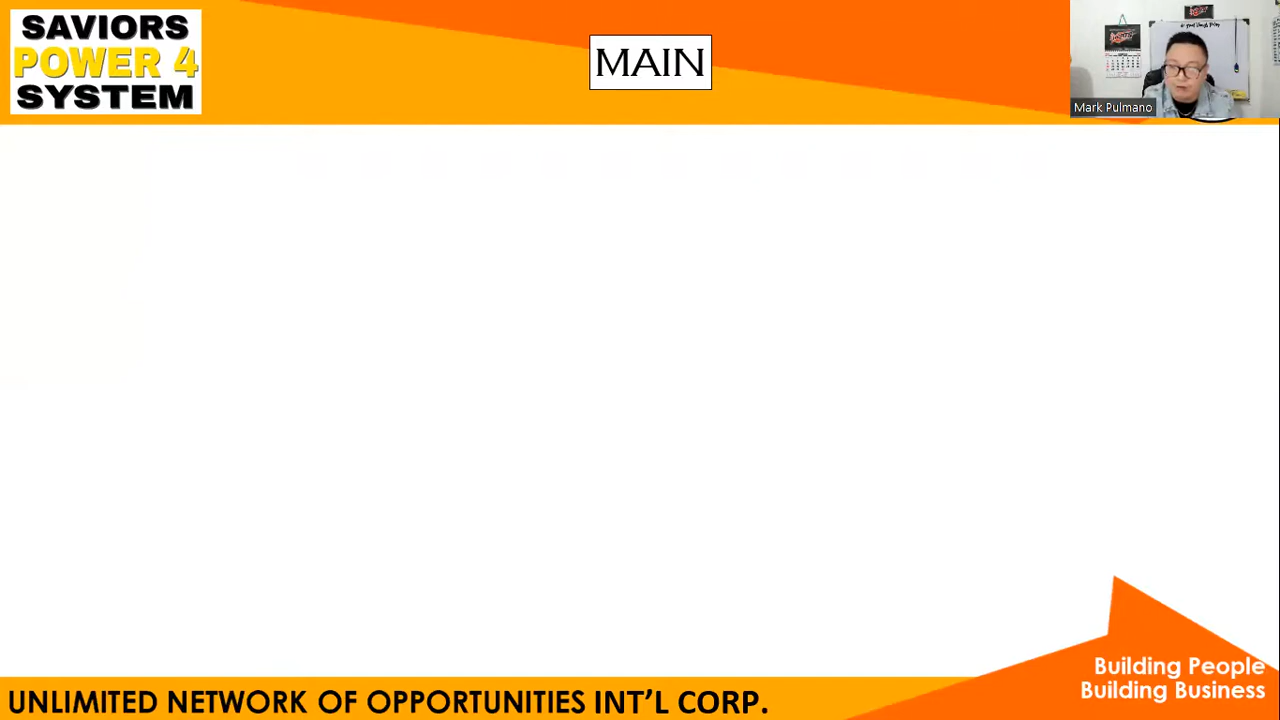 SAVIORS
POWER 4
SYSTEM
MAIN
Mark Pulmano
UNLIMITED NETWORK OF OPPORTUNITIES INT'L CORP.
Building People
Building Business